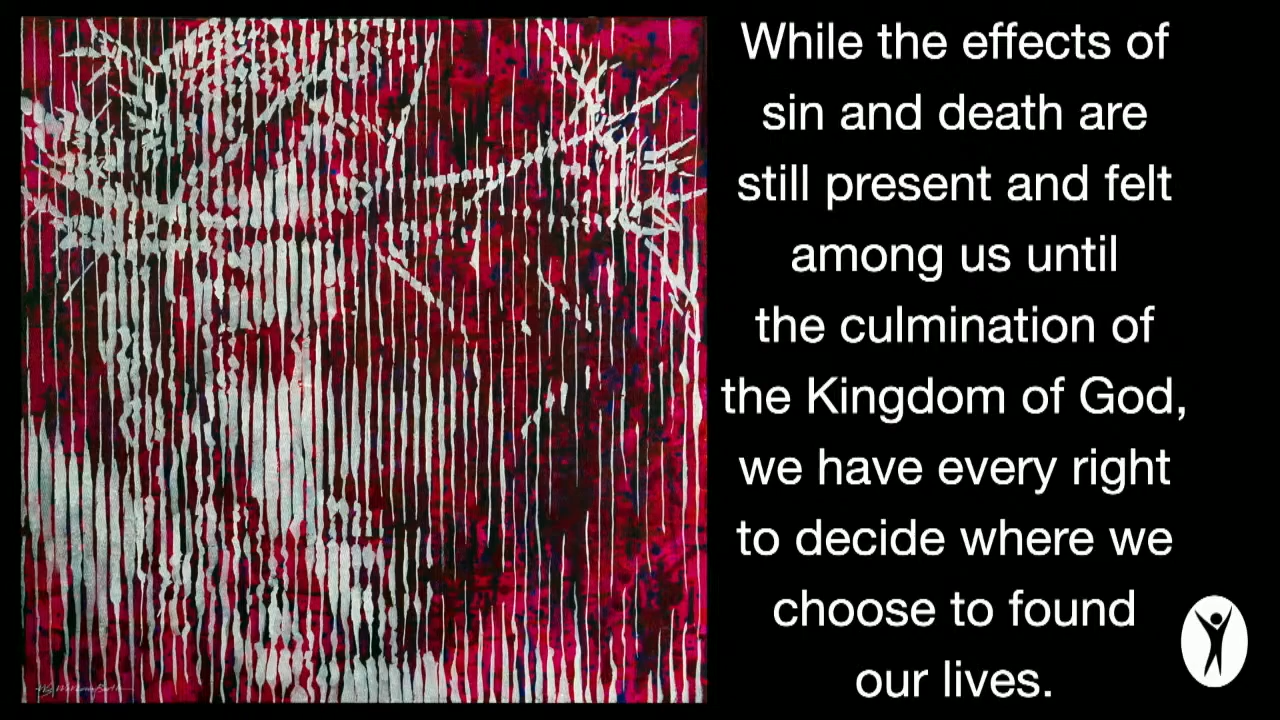 While the effects of
sin and death are
still present and felt
among us until
the culmination of
the Kingdom of God,
we have every right
to decide where we
choose to found
our lives.